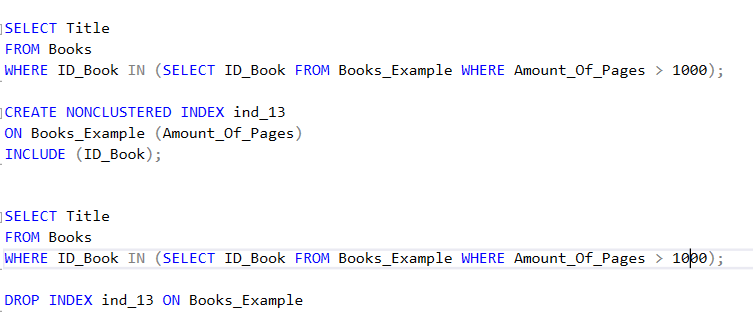 SELECT Title
FROM Books
WHERE ID_Book IN (SELECT ID_Book FROM Books_Example WHERE Amount_Of_Pages > 1000);
CREATE NONCLUSTERED INDEX ind_13
ON Books_Example (Amount_Of_Pages)
INCLUDE (ID_Book);
SELECT Title
FROM Books
WHERE ID_Book IN (SELECT ID_Book FROM Books_Example WHERE Amount_Of_Pages > 1000);
DROP INDEX ind_13 ON Books_Example